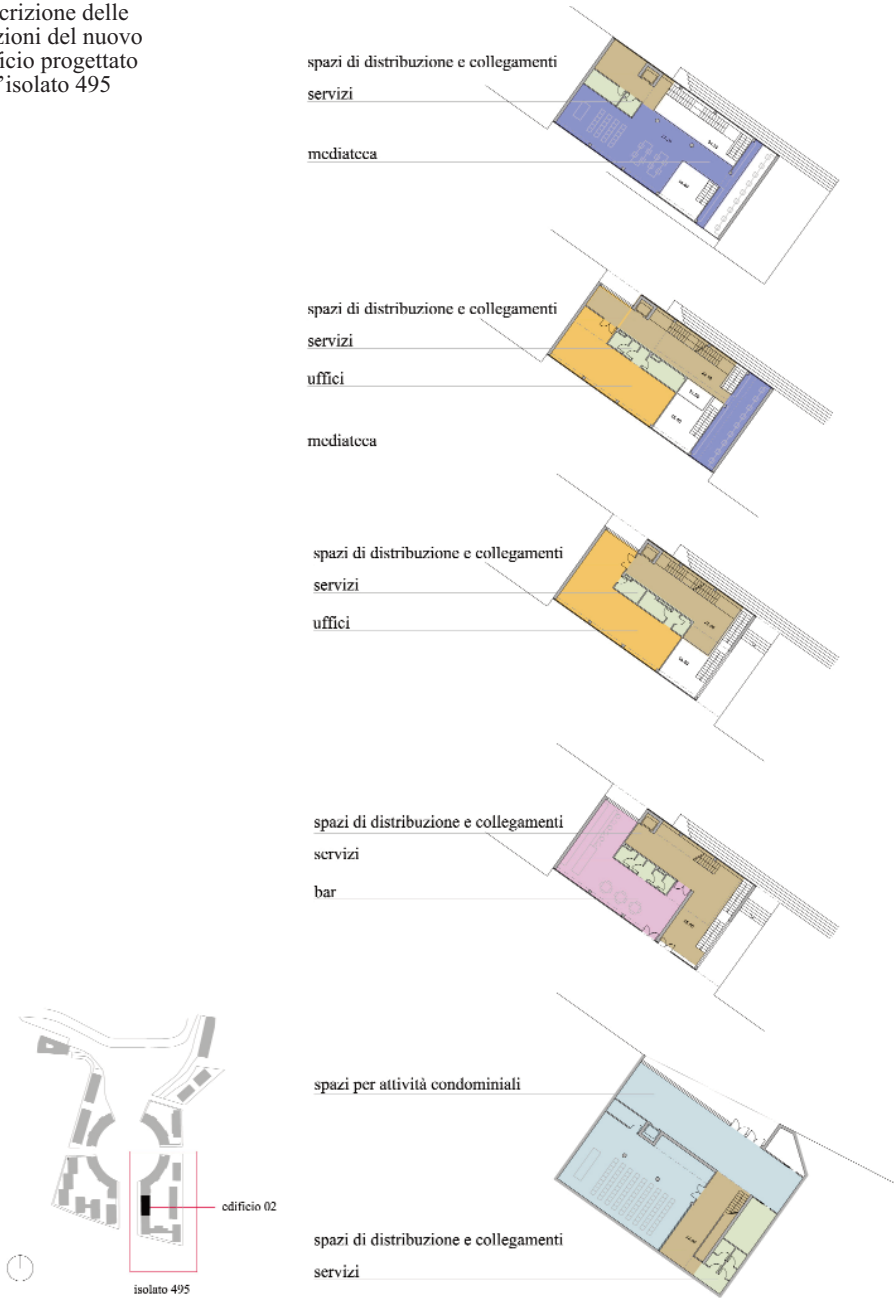 crizione delle
zioni del nuovo
icio progettato
l'isolato 495
spazi di distribuzione e collegamenti
servizi
mediateca
spazi di distribuzione e collegamenti
servizi
uffici
mediateca
spazi di distribuzione e collegamenti
servizi
uffici
spazi di distribuzione e collegamenti
servizi
bar
spazi per attività condominiali
edificio 02
isolato 495
spazi di distribuzione e collegamenti
servizi